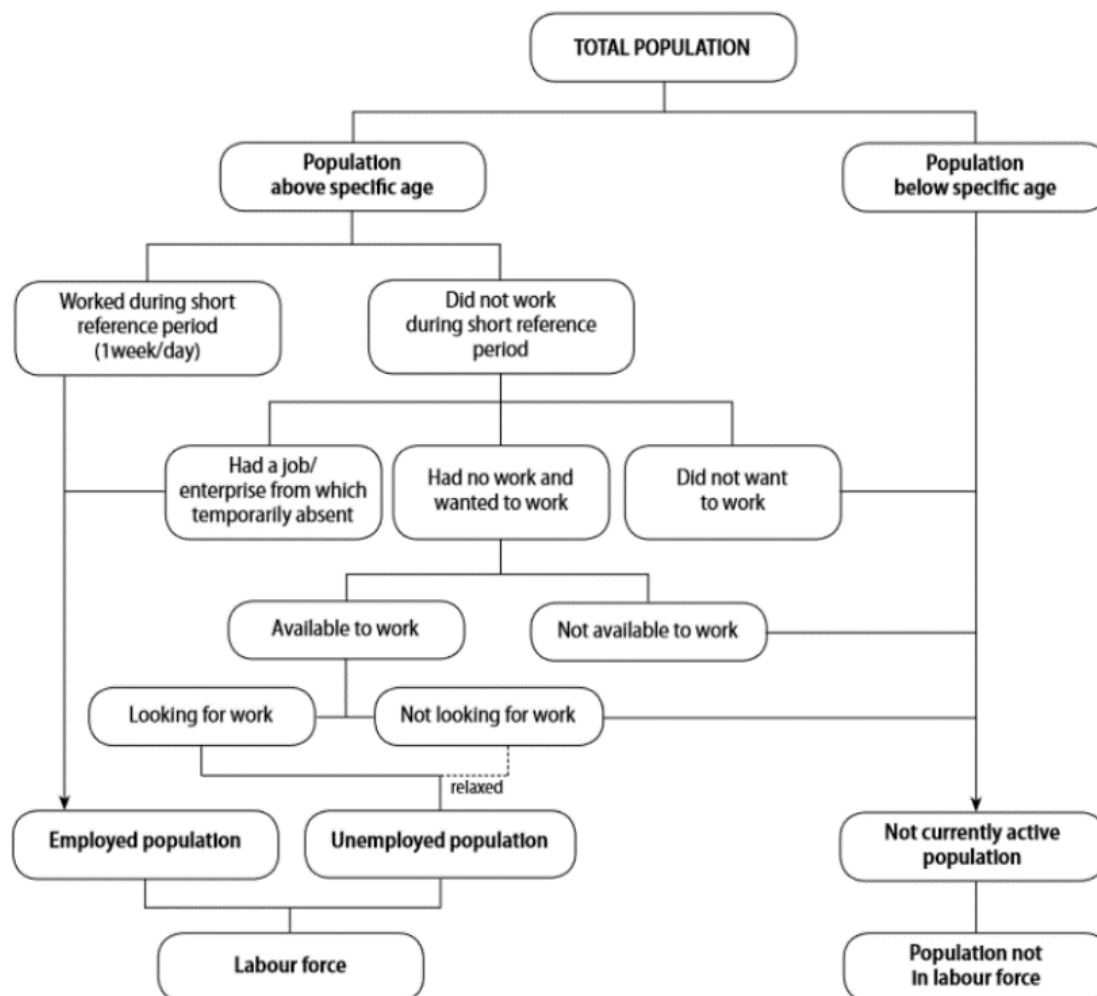 TOTAL POPULATION
Population
above specific age
Population
below specific age
Worked during short
reference period
(1week/day)
Did not work
during short reference
period
Had a job/
enterprise from which
temporarily absent
Had no work and
wanted to work
Did not want
to work
Available to work
Not available to work
Looking for work
Not looking for work
relaxed
Employed population
Unemployed population
Not currently active
population
Labour force
Population not
in labour force